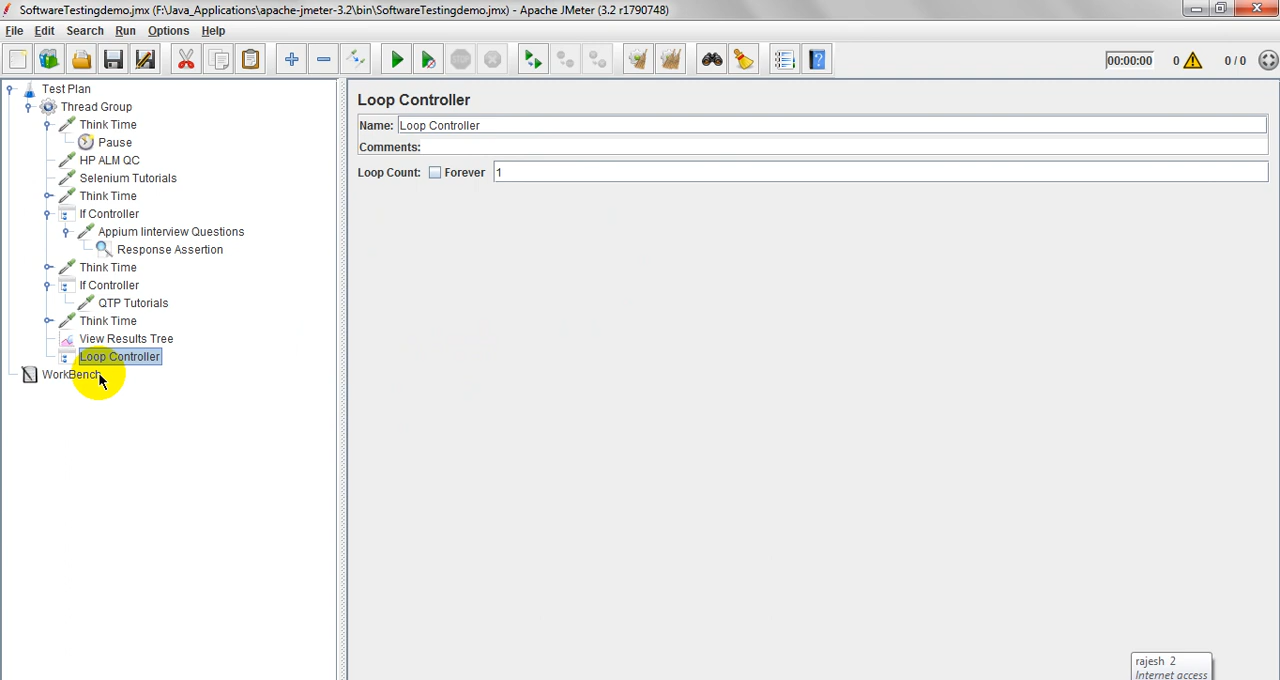 SoftwareTestingdemo.jmx (F:\Java_Applications\apache-jmeter-3.2\bin\SoftwareTestingdemo.jmx) - Apache JMeter (3.2 r1790748)
File Edit Search Run Options Help
00:00:00 0 0 / 0
Test Plan
Thread Group
Think Time
Pause
HP ALM QC
Selenium Tutorials
Think Time
If Controller
Appium Iinterview Questions
Response Assertion
Think Time
If Controller
QTP Tutorials
Think Time
View Results Tree
Loop Controller
WorkBench
Loop Controller
Name: Loop Controller
Comments:
Loop Count: Forever 1
rajesh 2
Internet access